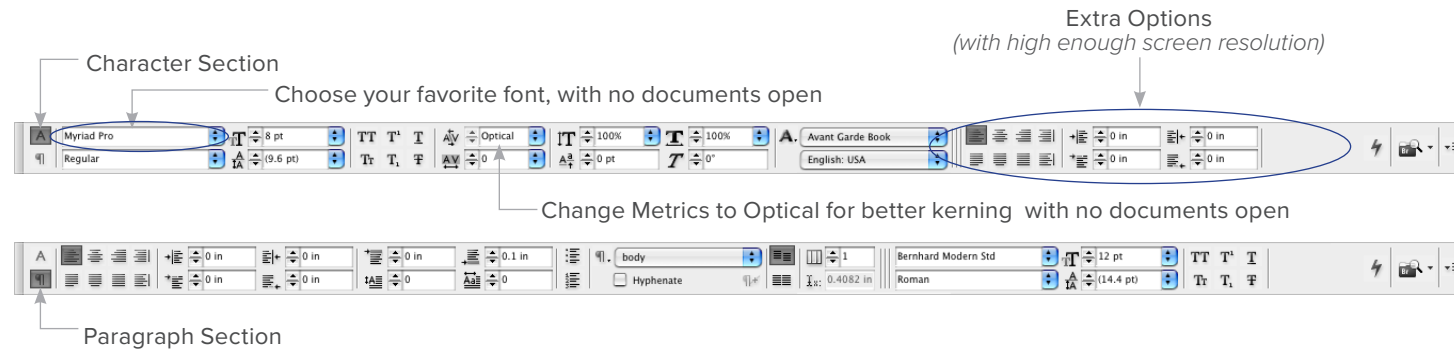 Extra Options
(with high enough screen resolution)
Character Section
Choose your favorite font, with no documents open
A Myriad Pro 8 pt TT T¹ T Optical 100% 100% A. Avant Garde Book 0 in 0 in
¶ Regular (9.6 pt) Tt T₁ T 0 0 pt 0° English: USA 0 in 0 in
Br
Change Metrics to Optical for better kerning with no documents open
A 0 in 0 in 0 in 0.1 in ¶. body 1 Bernhard Modern Std 12 pt TT T¹ T
¶ 0 in 0 in 0 0 Hyphenate 0.4082 in Roman (14.4 pt) Tt T₁ T
Br
Paragraph Section